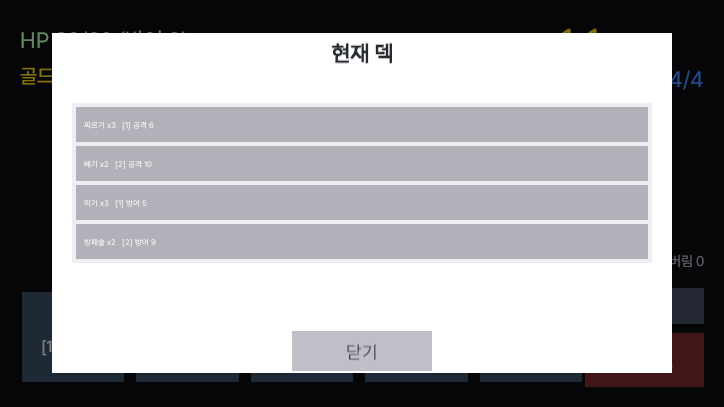 HP
현재 덱
골드
4/4
찌르기 x3 [1] 공격 6
베기 x2 [2] 공격 10
막기 x3 [1] 방어 5
방패술 x2 [2] 방어 9
버림 0
[1
닫기